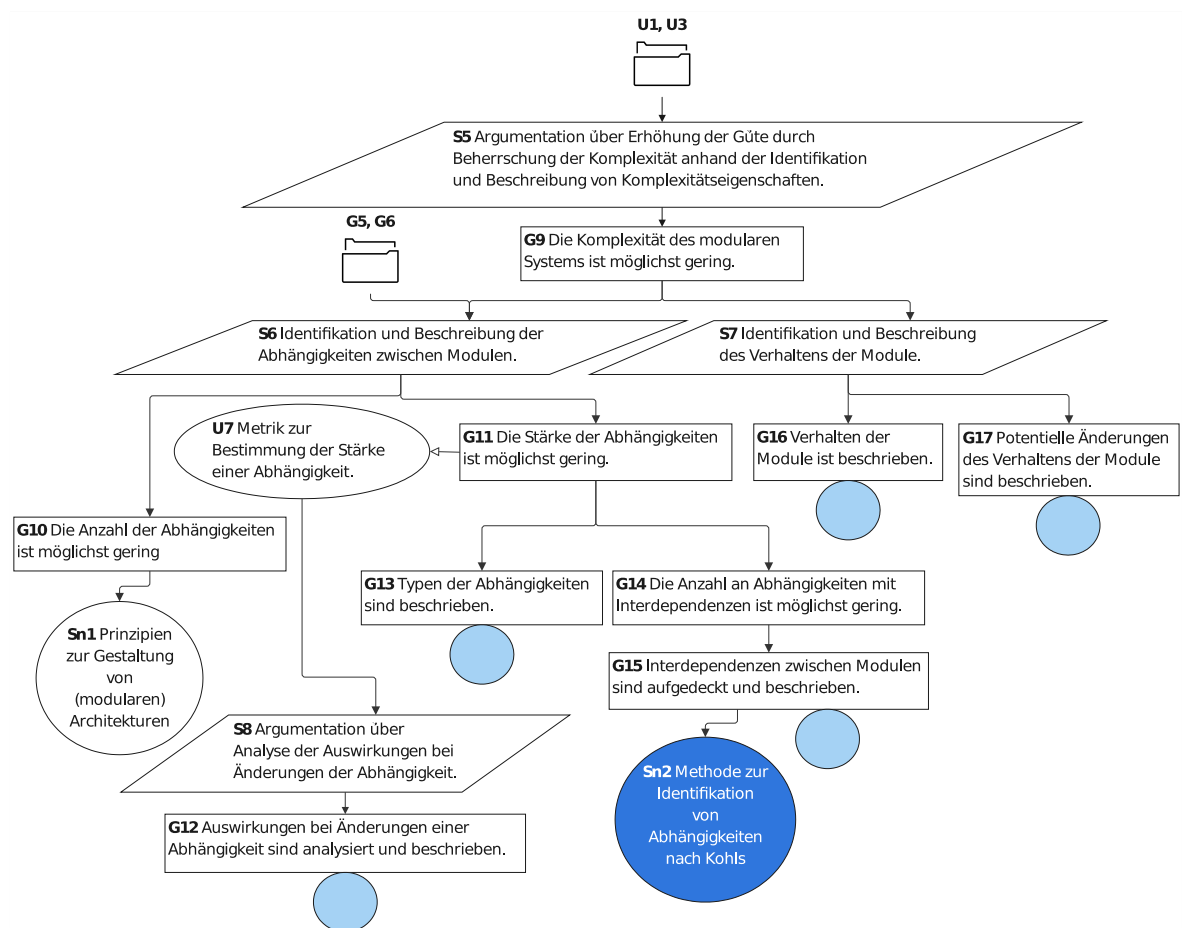 U1, U3
S5 Argumentation über Erhöhung der Güte durch
Beherrschung der Komplexität anhand der Identifikation
und Beschreibung von Komplexitätseigenschaften.
G5, G6
G9 Die Komplexität des modularen
Systems ist möglichst gering.
S6 Identifikation und Beschreibung der
Abhängigkeiten zwischen Modulen.
S7 Identifikation und Beschreibung
des Verhaltens der Module.
U7 Metrik zur
Bestimmung der Stärke
einer Abhängigkeit.
G11 Die Stärke der Abhängigkeiten
ist möglichst gering.
G16 Verhalten der
Module ist beschrieben.
G17 Potentielle Änderungen
des Verhaltens der Module
sind beschrieben.
G10 Die Anzahl der Abhängigkeiten
ist möglichst gering
G13 Typen der Abhängigkeiten
sind beschrieben.
G14 Die Anzahl an Abhängigkeiten mit
Interdependenzen ist möglichst gering.
Sn1 Prinzipien
zur Gestaltung
von
(modularen)
Architekturen
G15 Interdependenzen zwischen Modulen
sind aufgedeckt und beschrieben.
S8 Argumentation über
Analyse der Auswirkungen bei
Änderungen der Abhängigkeit.
Sn2 Methode zur
Identifikation
von
Abhängigkeiten
nach Kohls
G12 Auswirkungen bei Änderungen einer
Abhängigkeit sind analysiert und beschrieben.